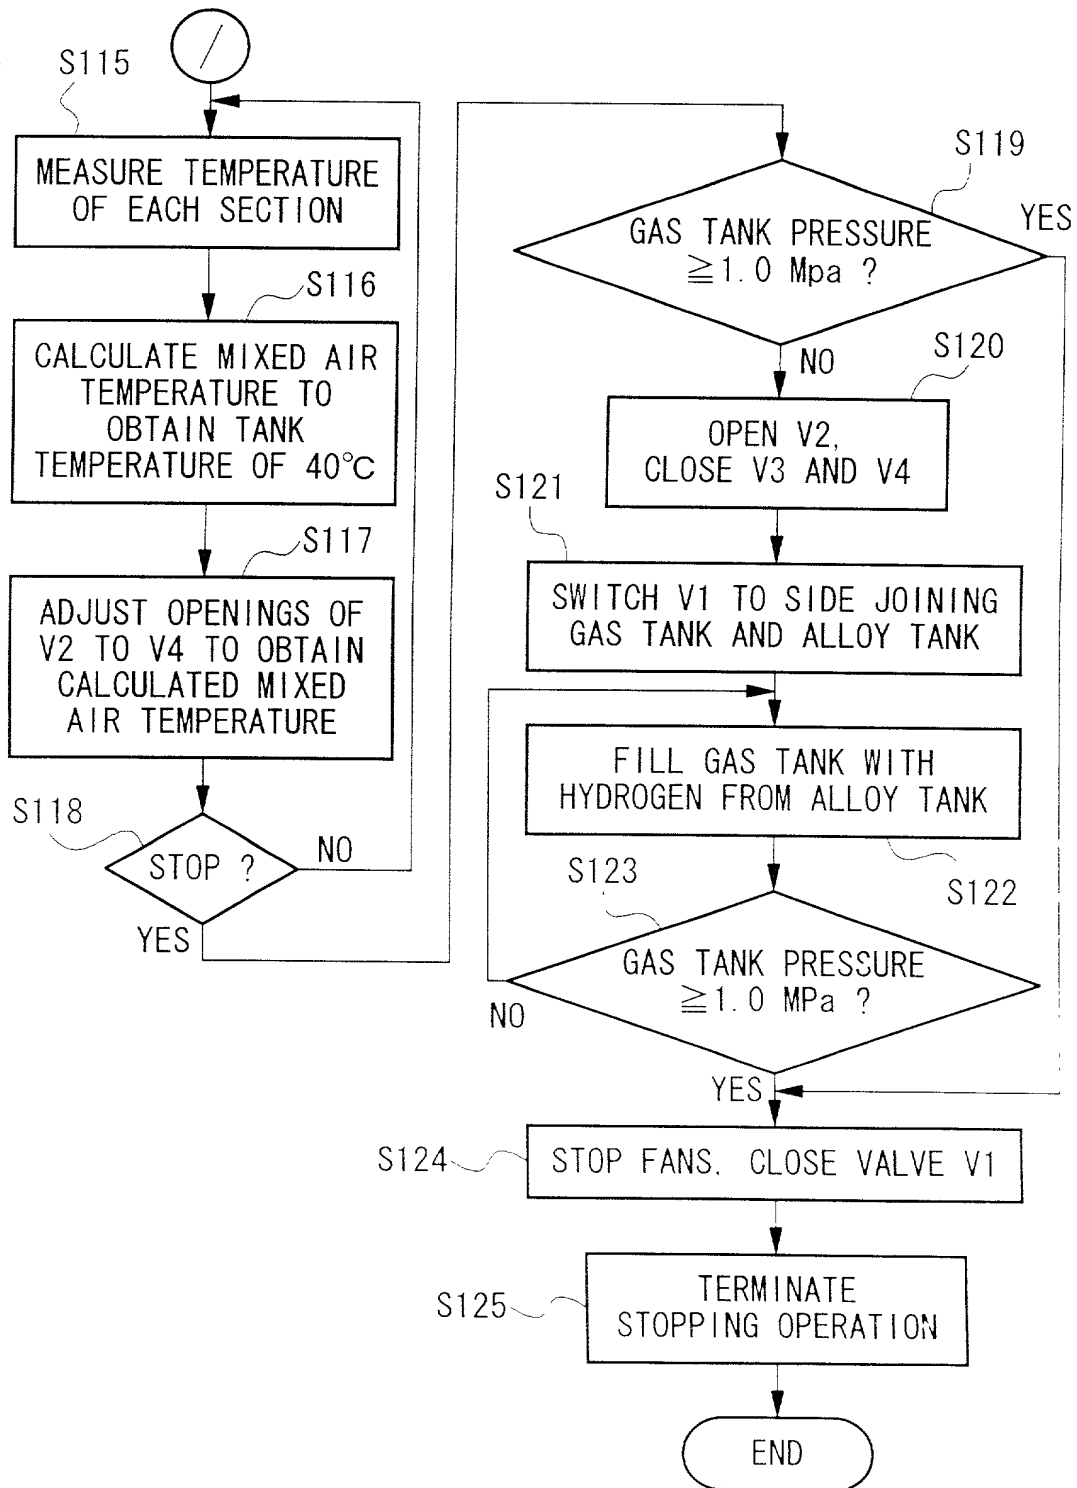 S115
MEASURE TEMPERATURE
OF EACH SECTION
S116
CALCULATE MIXED AIR
TEMPERATURE TO
OBTAIN TANK
TEMPERATURE OF 40℃
S117
ADJUST OPENINGS OF
V2 TO V4 TO OBTAIN
CALCULATED MIXED
AIR TEMPERATURE
S118
STOP ?
NO
YES
S119
GAS TANK PRESSURE
≧1.0 Mpa ?
YES
NO
S120
OPEN V2,
CLOSE V3 AND V4
S121
SWITCH V1 TO SIDE JOINING
GAS TANK AND ALLOY TANK
FILL GAS TANK WITH
HYDROGEN FROM ALLOY TANK
S122
S123
GAS TANK PRESSURE
≧1.0 MPa ?
NO
YES
S124
STOP FANS. CLOSE VALVE V1
S125
TERMINATE
STOPPING OPERATION
END